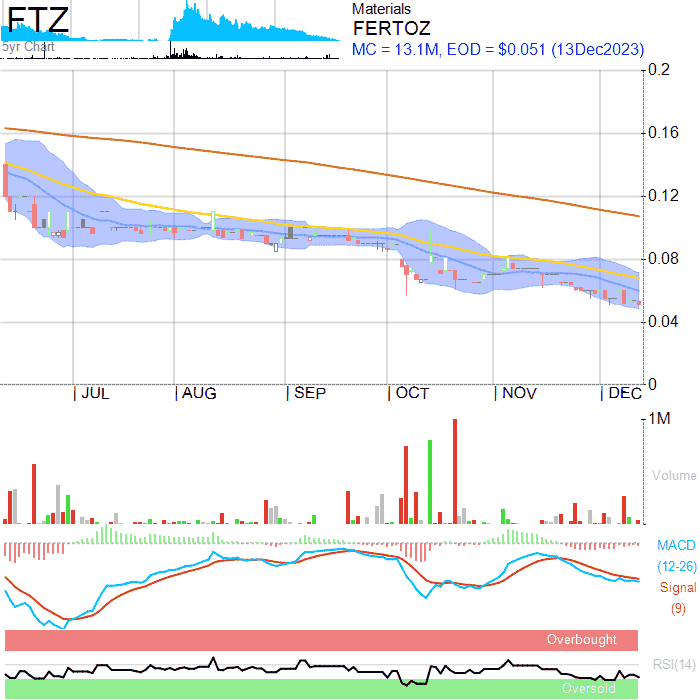 FTZ
5yr Chart
Materials
FERTOZ
MC = 13.1M, EOD = $0.051 (13Dec2023)
0.2
0.16
0.12
0.08
0.04
0
JUL AUG SEP OCT NOV DEC
1M
Volume
MACD
(12-26)
Signal
(9)
Overbought
RSI(14)
Oversold